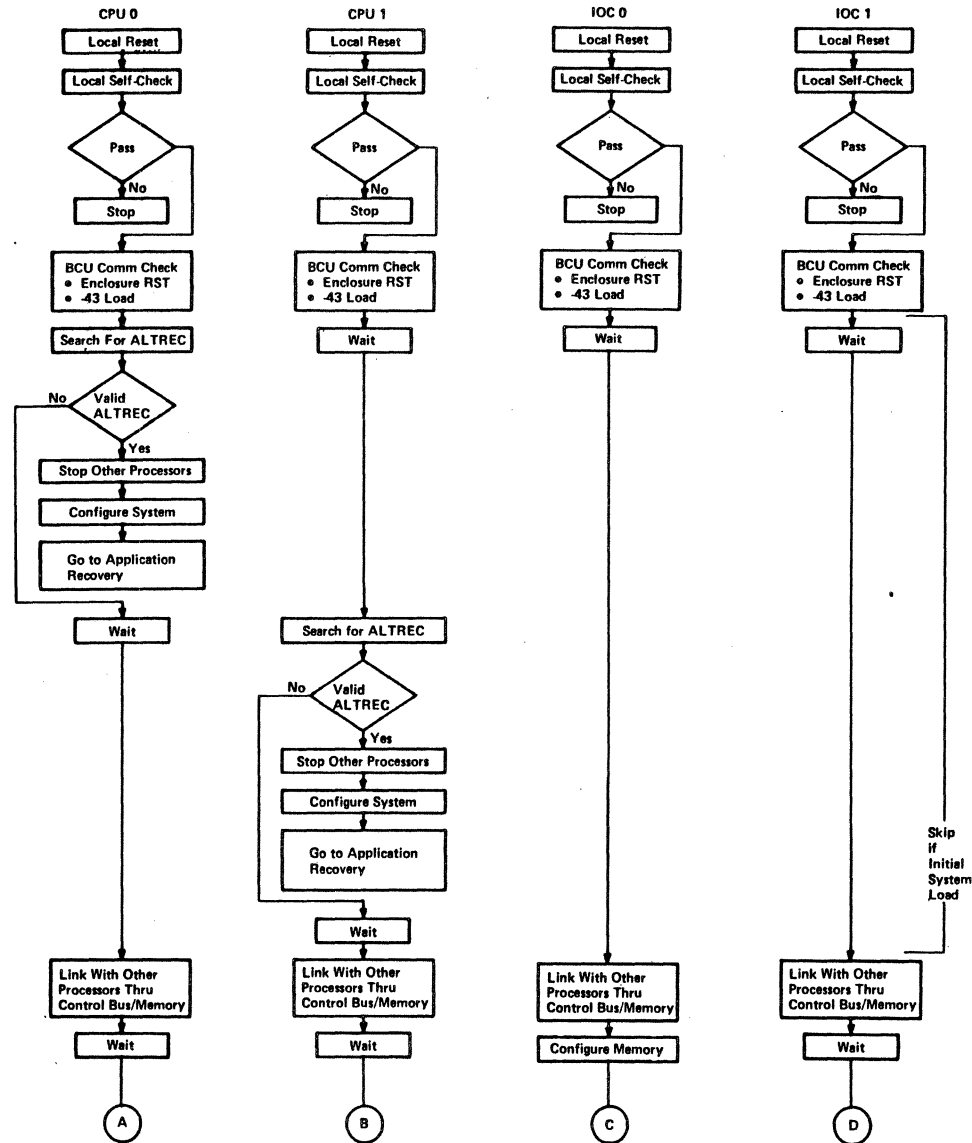 CPU 0
Local Reset
Local Self-Check
Pass
No
Stop
BCU Comm Check
• Enclosure RST
• -43 Load
Search For ALTREC
No
Valid
ALTREC
Yes
Stop Other Processors
Configure System
Go to Application
Recovery
Wait
Link With Other
Processors Thru
Control Bus/Memory
Wait
A
CPU 1
Local Reset
Local Self-Check
Pass
No
Stop
BCU Comm Check
• Enclosure RST
• -43 Load
Wait
Search for ALTREC
No
Valid
ALTREC
Yes
Stop Other Processors
Configure System
Go to Application
Recovery
Wait
Link With Other
Processors Thru
Control Bus/Memory
Wait
B
IOC 0
Local Reset
Local Self-Check
Pass
No
Stop
BCU Comm Check
• Enclosure RST
• -43 Load
Wait
Link With Other
Processors Thru
Control Bus/Memory
Configure Memory
C
IOC 1
Local Reset
Local Self-Check
Pass
No
Stop
BCU Comm Check
• Enclosure RST
• -43 Load
Wait
Skip
if
Initial
System
Load
Link With Other
Processors Thru
Control Bus/Memory
Wait
D